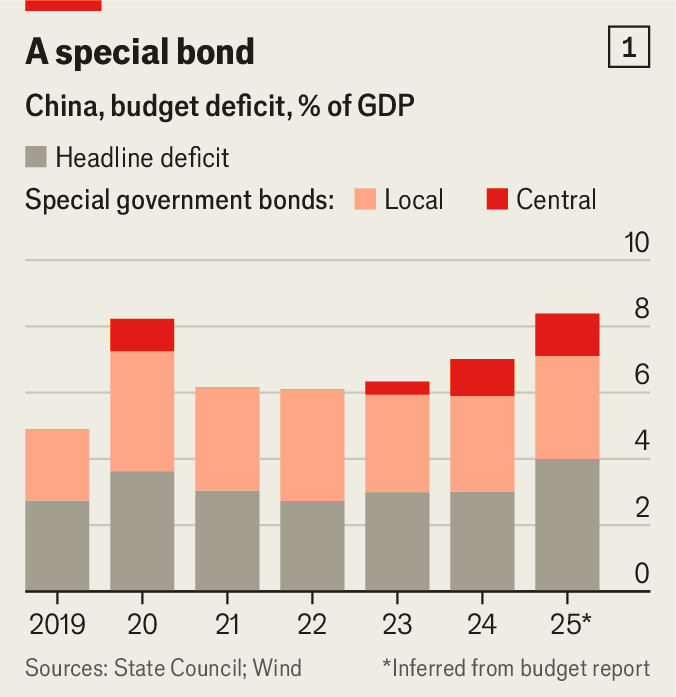 A special bond
1
China, budget deficit, % of GDP
Headline deficit
Special government bonds: Local Central
10
8
6
4
2
0
2019 20 21 22 23 24 25*
Sources: State Council; Wind *Inferred from budget report